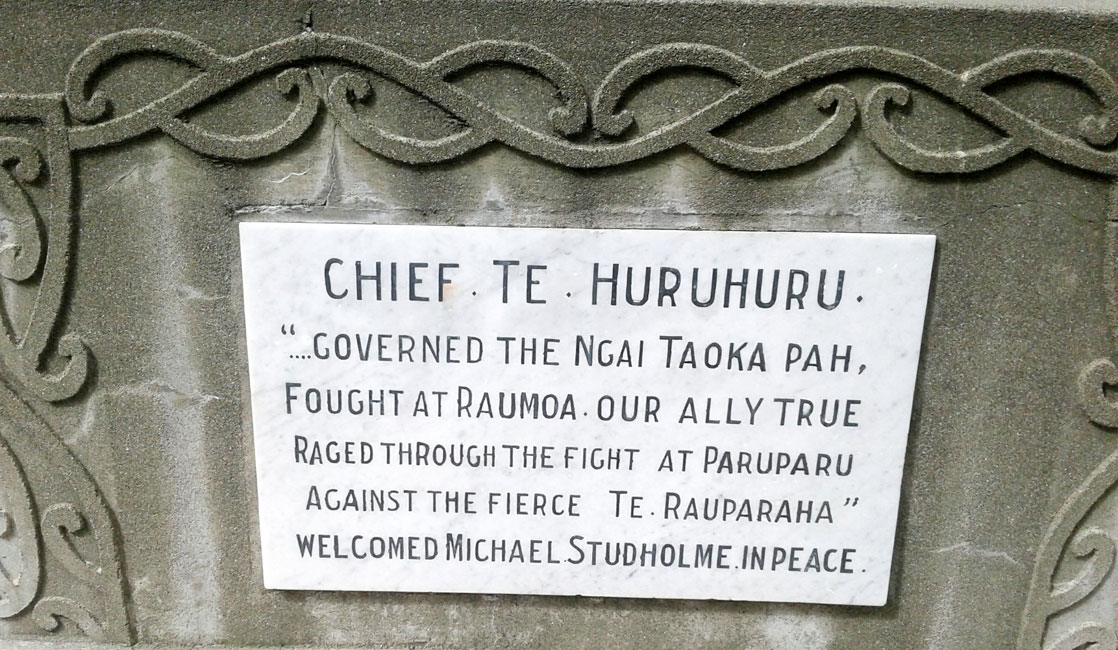 CHIEF . TE . HURUHURU .
"....GOVERNED THE NGAI TAOKA PAH,
FOUGHT AT RAUMOA . OUR ALLY TRUE
RAGED THROUGH THE FIGHT AT PARUPARU
AGAINST THE FIERCE TE . RAUPARAHA"
WELCOMED MICHAEL . STUDHOLME . IN PEACE .